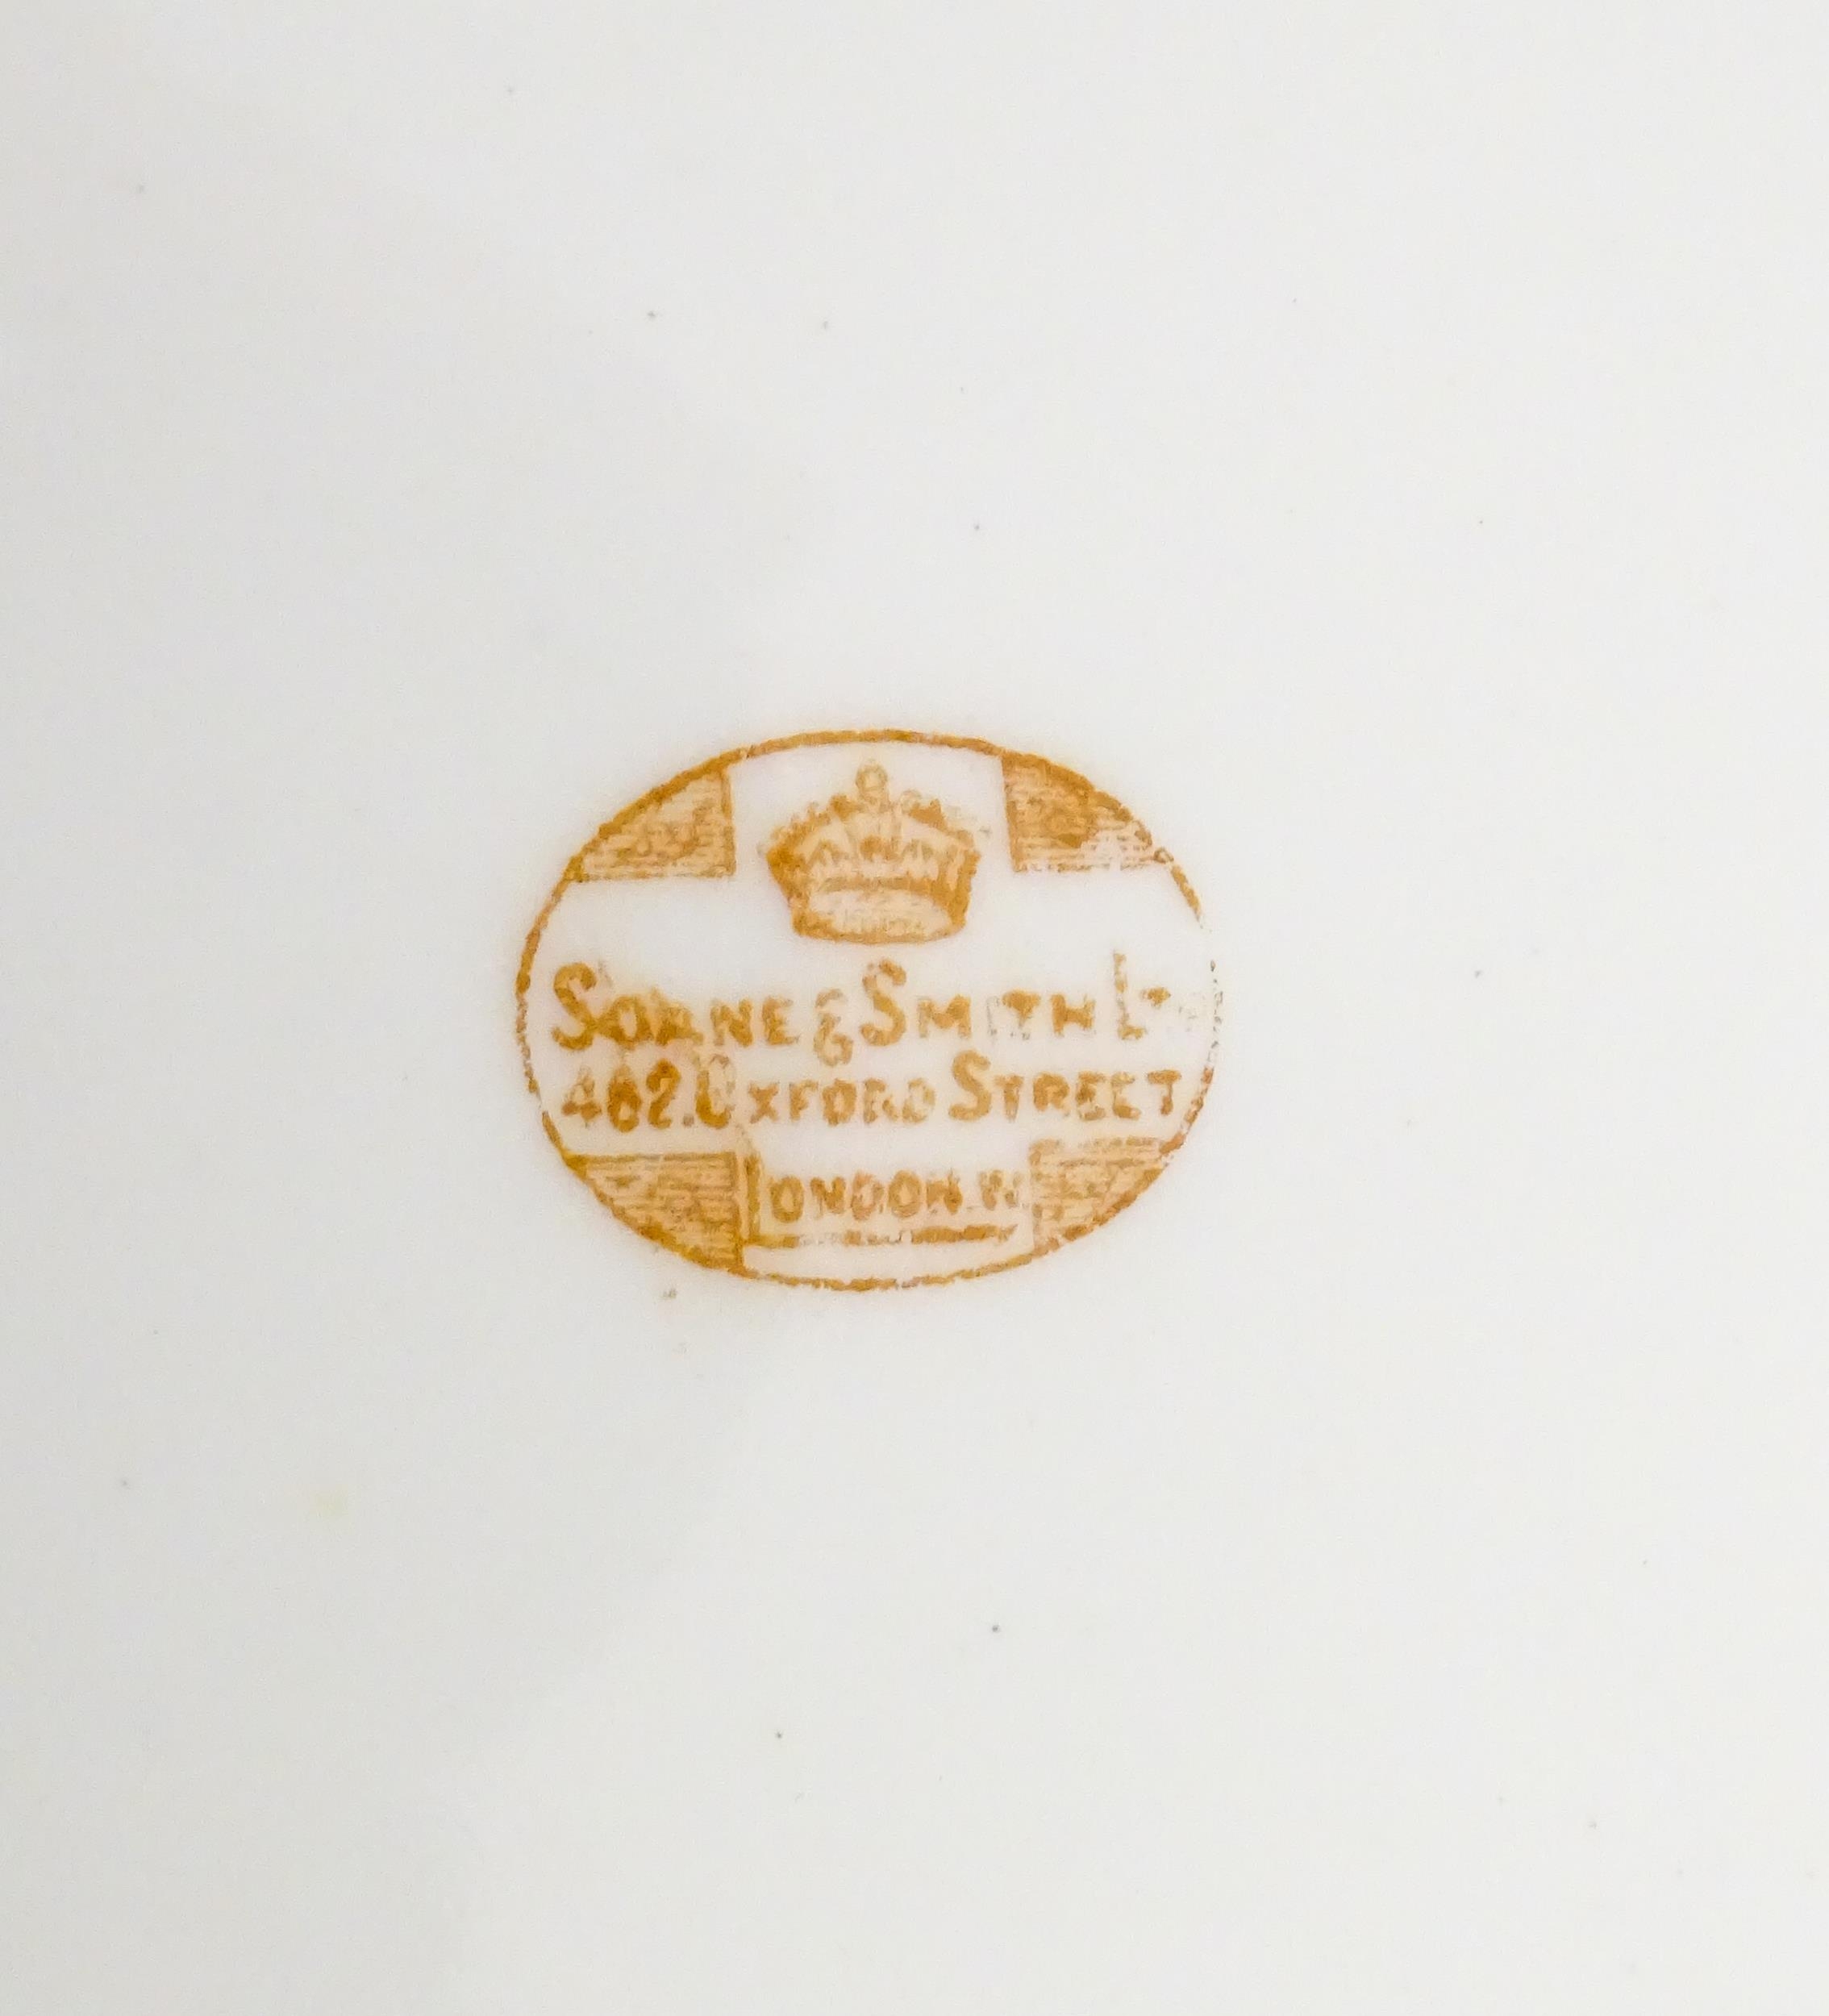 SOANE & SMITH LTD
462. OXFORD STREET
LONDON. W.